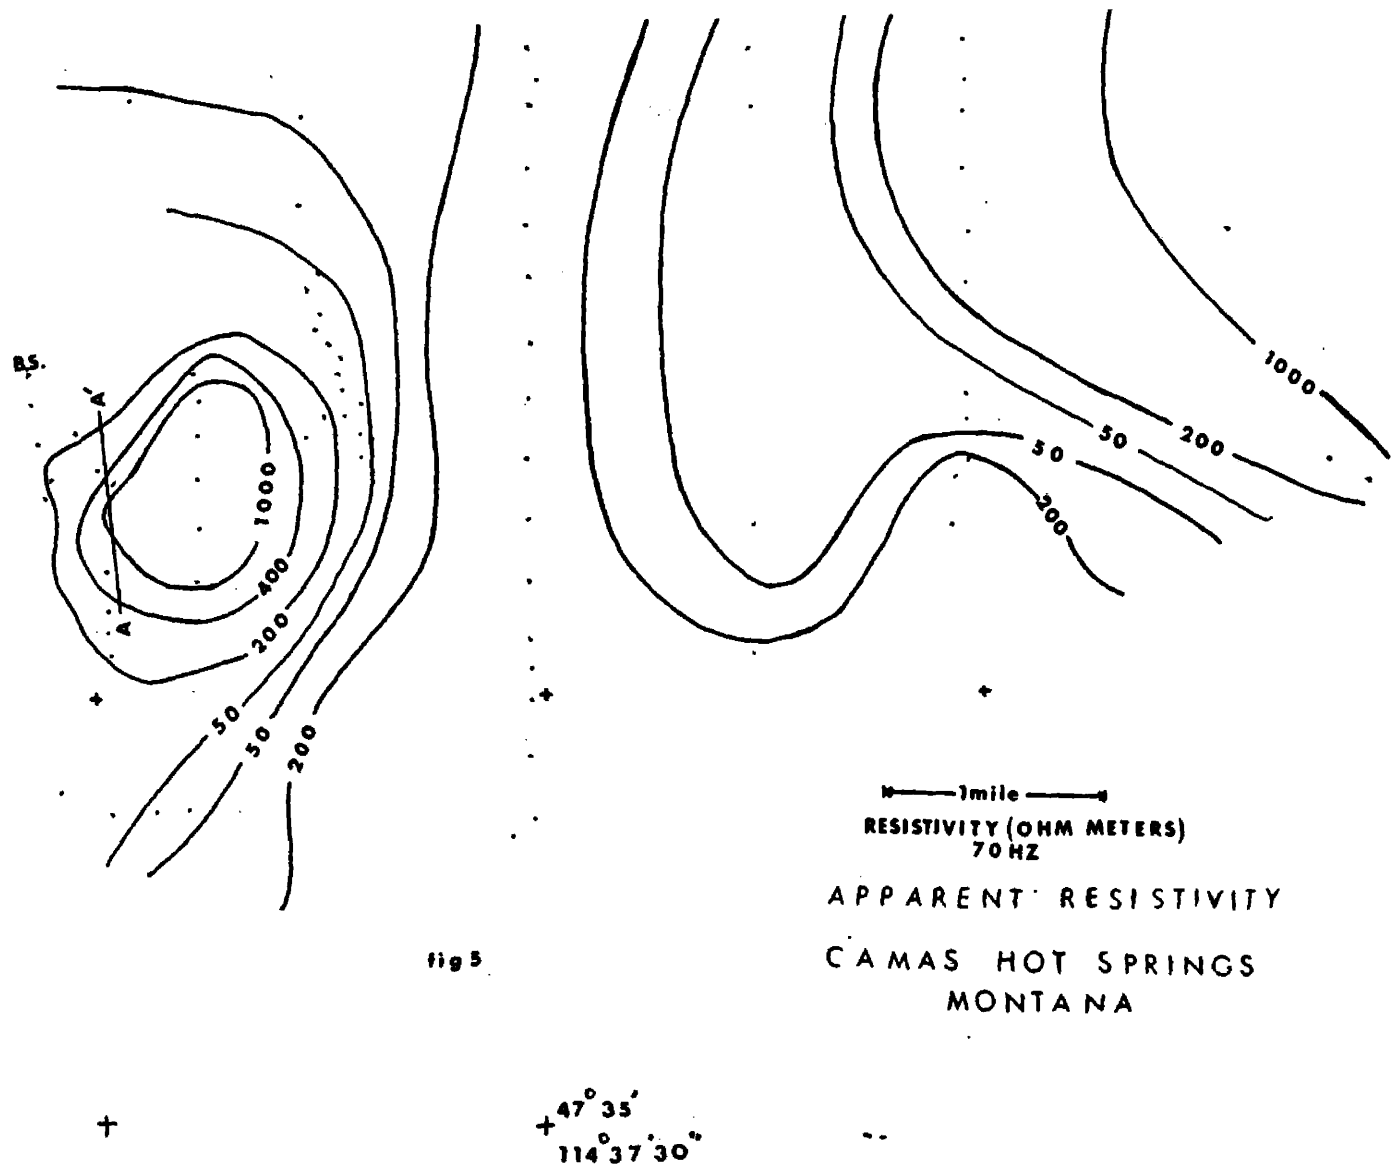 B.S.
A'
A
1000
400
200
50
50
200
1000
200
50
50
200
1mile
RESISTIVITY (OHM METERS)
70 HZ
APPARENT RESISTIVITY
CAMAS HOT SPRINGS
MONTANA
fig 5
47° 35'
114° 37' 30"